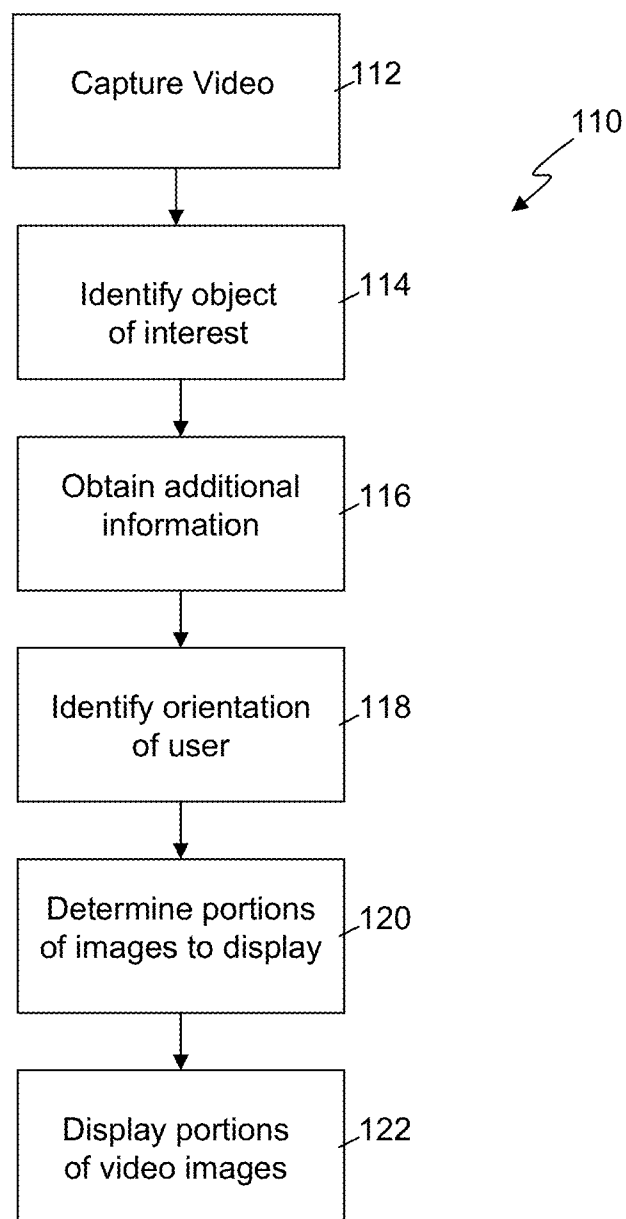 Capture Video
112
110
Identify object
of interest
114
Obtain additional
information
116
Identify orientation
of user
118
Determine portions
of images to display
120
Display portions
of video images
122